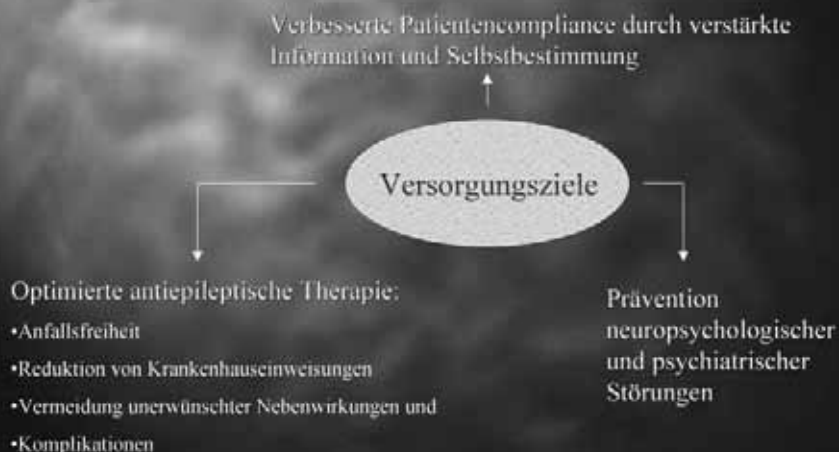 Verbesserte Patientencompliance durch verstärkte
Information und Selbstbestimmung
Versorgungsziele
Optimierte antiepileptische Therapie:
•Anfallsfreiheit
•Reduktion von Krankenhauseinweisungen
•Vermeidung unerwünschter Nebenwirkungen und
•Komplikationen
Prävention
neuropsychologischer
und psychiatrischer
Störungen